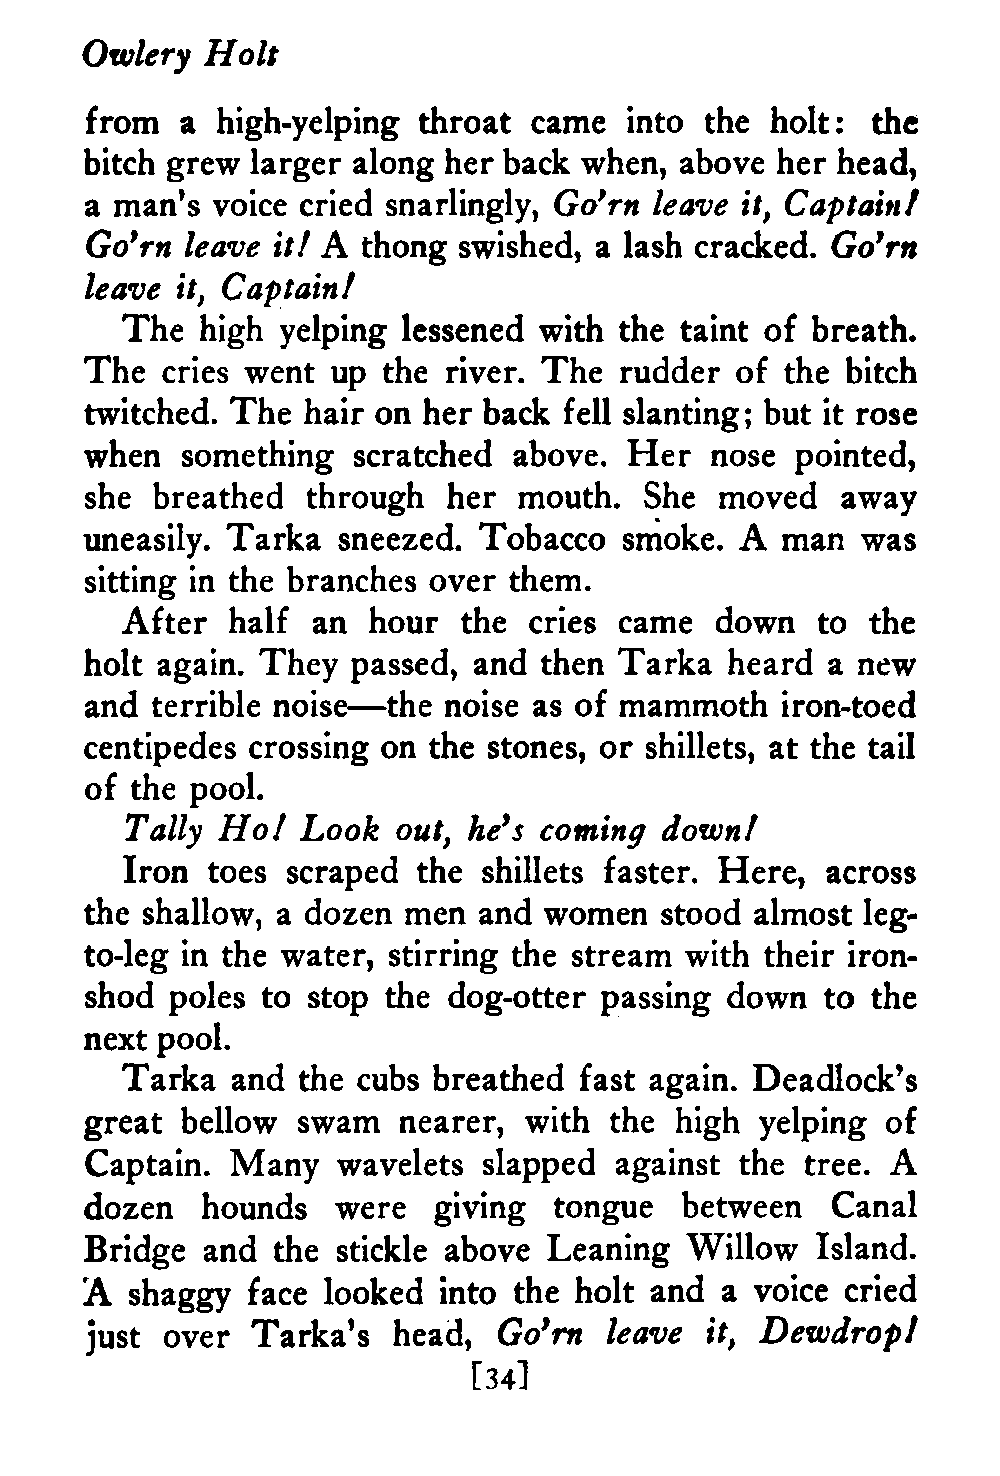 Owlery Holt
from a high-yelping throat came into the holt: the
bitch grew larger along her back when, above her head,
a man's voice cried snarlingly, Go'rn leave it, Captain!
Go'rn leave it! A thong swished, a lash cracked. Go'rn
leave it, Captain!
The high yelping lessened with the taint of breath.
The cries went up the river. The rudder of the bitch
twitched. The hair on her back fell slanting; but it rose
when something scratched above. Her nose pointed,
she breathed through her mouth. She moved away
uneasily. Tarka sneezed. Tobacco smoke. A man was
sitting in the branches over them.
After half an hour the cries came down to the
holt again. They passed, and then Tarka heard a new
and terrible noise—the noise as of mammoth iron-toed
centipedes crossing on the stones, or shillets, at the tail
of the pool.
Tally Ho! Look out, he's coming down!
Iron toes scraped the shillets faster. Here, across
the shallow, a dozen men and women stood almost leg-
to-leg in the water, stirring the stream with their iron-
shod poles to stop the dog-otter passing down to the
next pool.
Tarka and the cubs breathed fast again. Deadlock's
great bellow swam nearer, with the high yelping of
Captain. Many wavelets slapped against the tree. A
dozen hounds were giving tongue between Canal
Bridge and the stickle above Leaning Willow Island.
A shaggy face looked into the holt and a voice cried
just over Tarka's head, Go'rn leave it, Dewdrop!
[34]